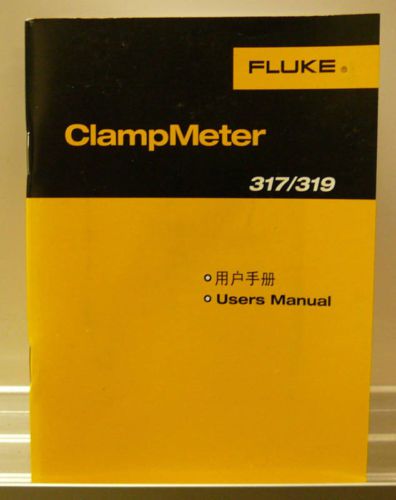 FLUKE®
ClampMeter
317/319
用户手册
Users Manual